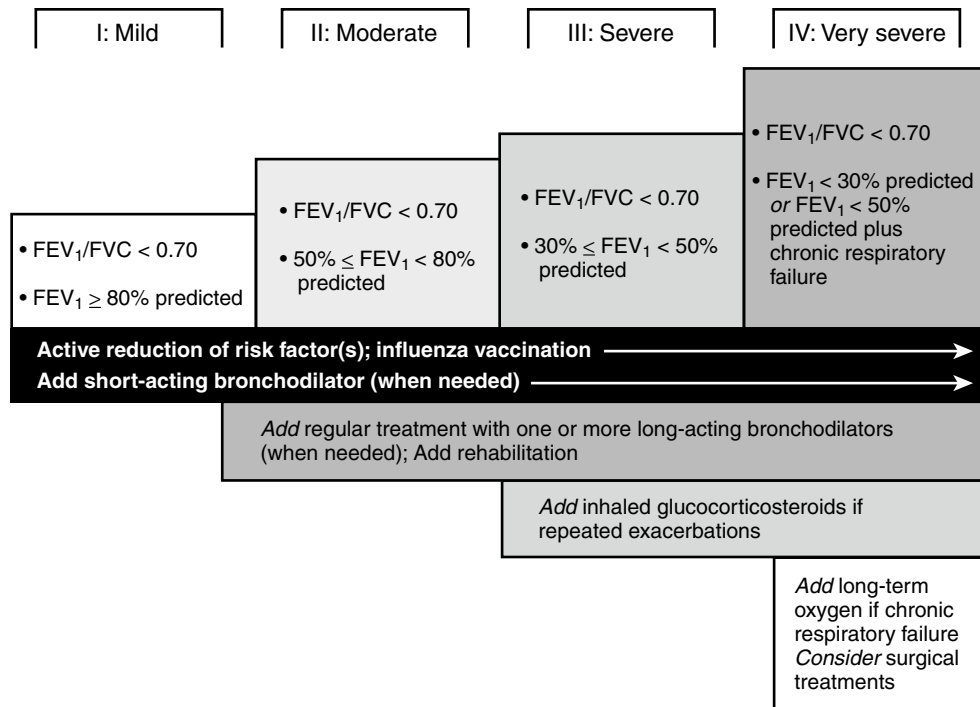 I: Mild
II: Moderate
III: Severe
IV: Very severe
• FEV₁/FVC < 0.70
• FEV₁ ≥ 80% predicted
• FEV₁/FVC < 0.70
• 50% ≤ FEV₁ < 80%
predicted
• FEV₁/FVC < 0.70
• 30% ≤ FEV₁ < 50%
predicted
• FEV₁/FVC < 0.70
• FEV₁ < 30% predicted
or FEV₁ < 50%
predicted plus
chronic respiratory
failure
Active reduction of risk factor(s); influenza vaccination
Add short-acting bronchodilator (when needed)
Add regular treatment with one or more long-acting bronchodilators
(when needed); Add rehabilitation
Add inhaled glucocorticosteroids if
repeated exacerbations
Add long-term
oxygen if chronic
respiratory failure
Consider surgical
treatments